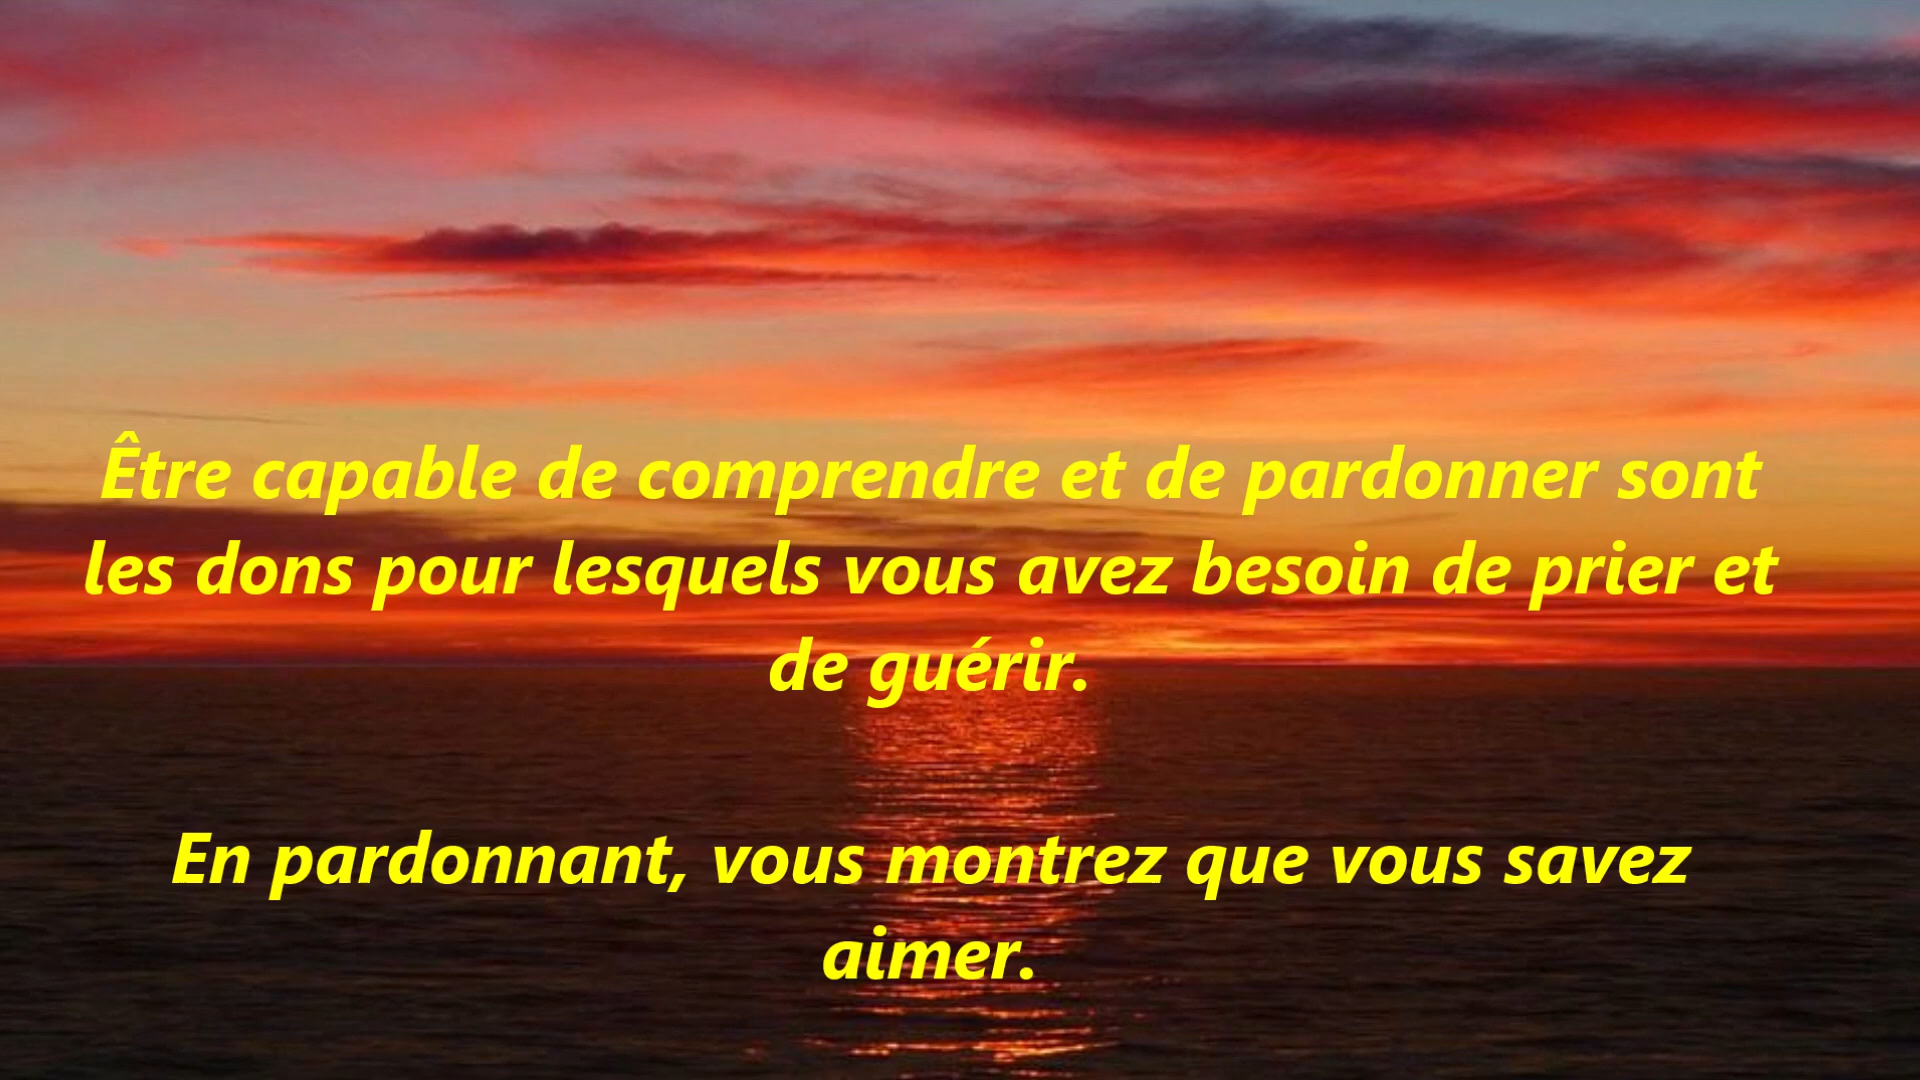 Être capable de comprendre et de pardonner sont
les dons pour lesquels vous avez besoin de prier et
de guérir.
En pardonnant, vous montrez que vous savez
aimer.